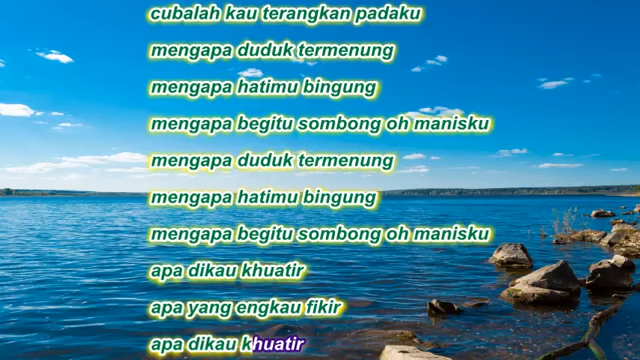 cubalah kau terangkan padaku
mengapa duduk termenung
mengapa hatimu bingung
mengapa begitu sombong oh manisku
mengapa duduk termenung
mengapa hatimu bingung
mengapa begitu sombong oh manisku
apa dikau khuatir
apa yang engkau fikir
apa dikau khuatir